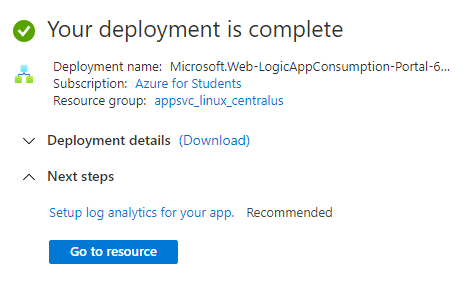 Your deployment is complete
Deployment name: Microsoft.Web-LogicAppConsumption-Portal-6...
Subscription: Azure for Students
Resource group: appsvc_linux_centralus
Deployment details (Download)
Next steps
Setup log analytics for your app. Recommended
Go to resource